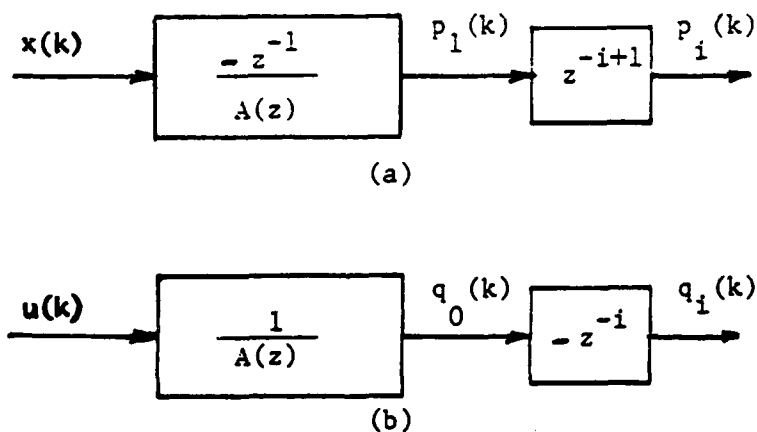 x(k)
- z^-1
A(z)
p_1(k)
z^-i+1
p_i(k)
(a)
u(k)
1
A(z)
q_0(k)
- z^-i
q_i(k)
(b)